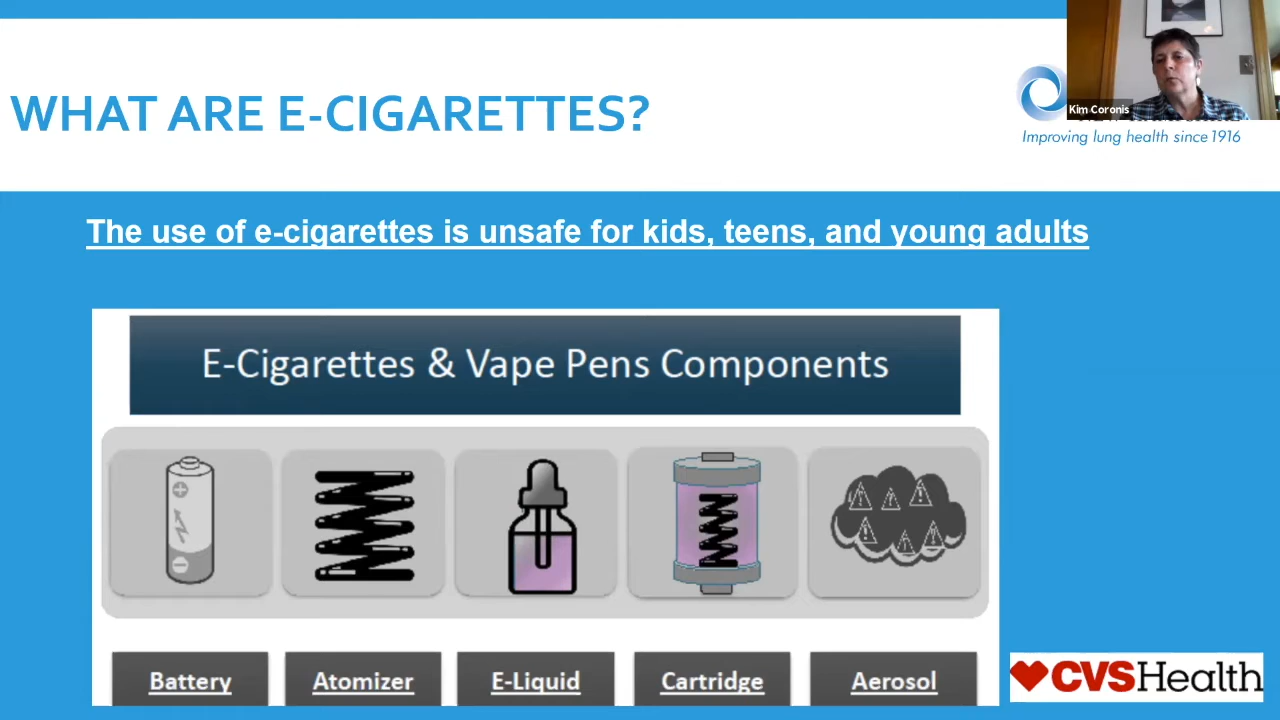 WHAT ARE E-CIGARETTES?
Kim Coronis
Improving lung health since 1916
The use of e-cigarettes is unsafe for kids, teens, and young adults
E-Cigarettes & Vape Pens Components
Battery
Atomizer
E-Liquid
Cartridge
Aerosol
CVSHealth